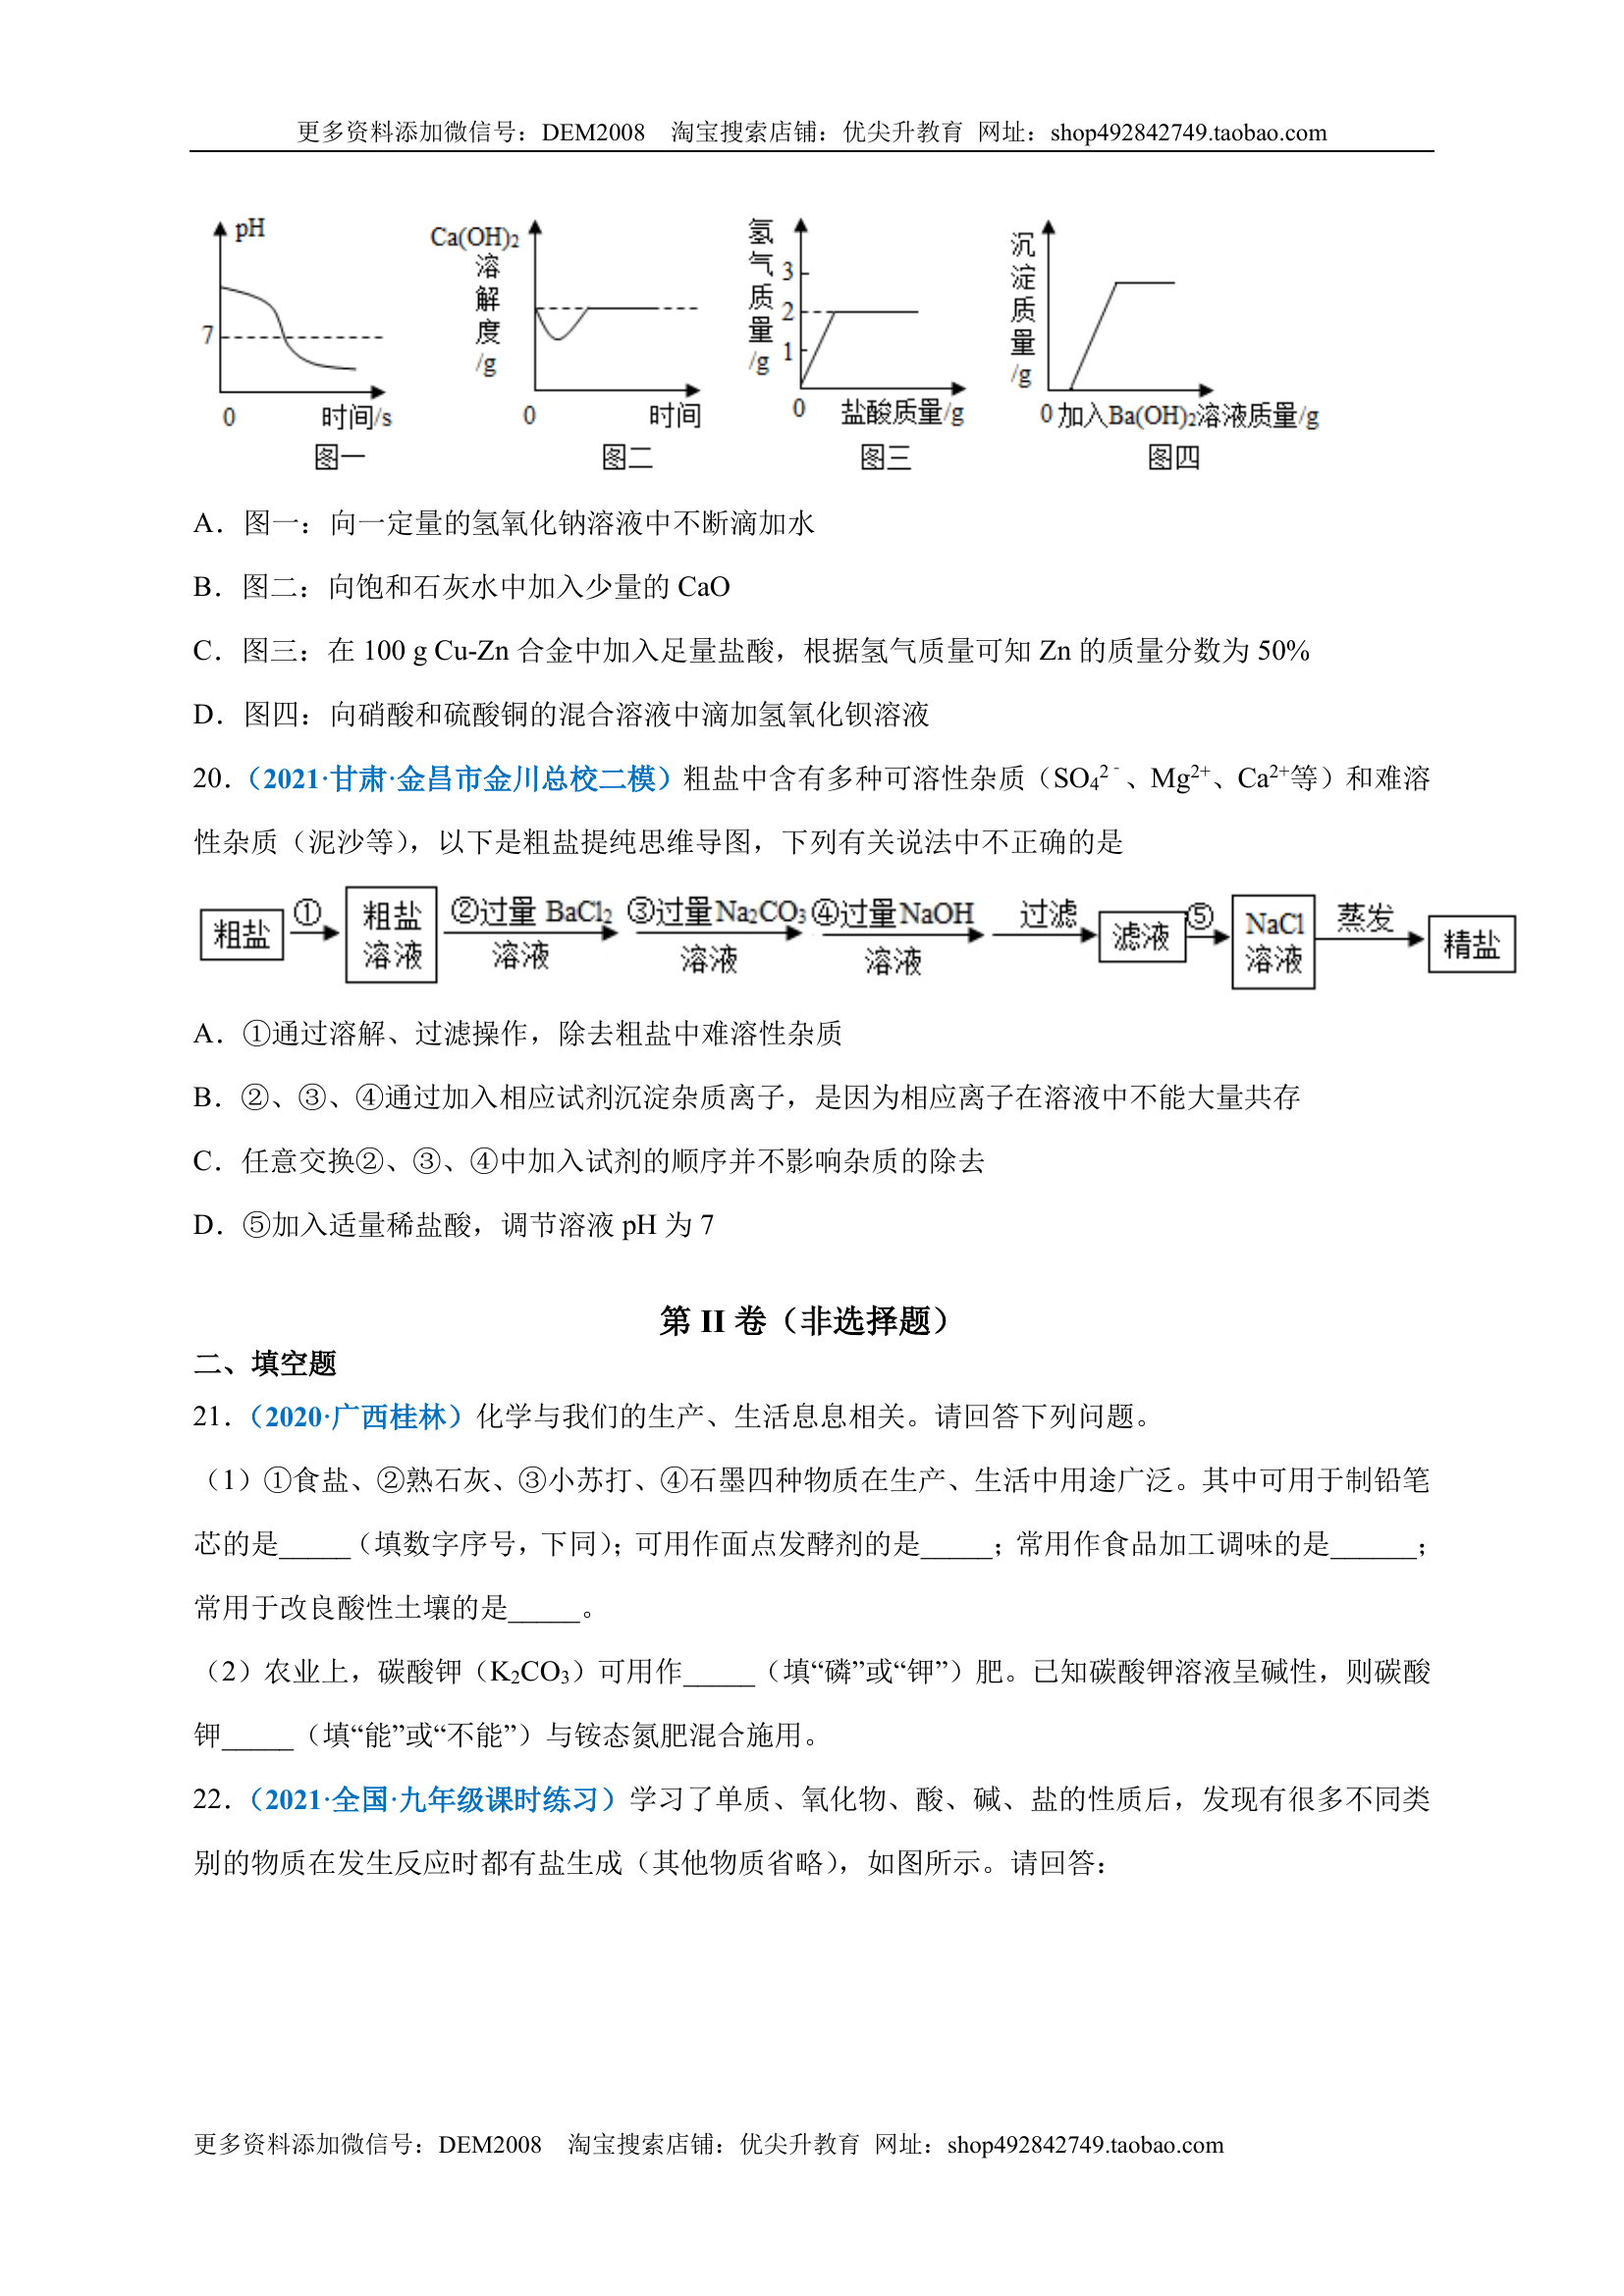 更多资料添加微信号：DEM2008 淘宝搜索店铺：优尖升教育 网址：shop492842749.taobao.com
pH
7
0
时间/s
图一
Ca(OH)₂
溶解度/g
0
时间
图二
氢气质量/g
3
2
1
0
盐酸质量/g
图三
沉淀质量/g
0 加入Ba(OH)₂溶液质量/g
图四
A．图一：向一定量的氢氧化钠溶液中不断滴加水
B．图二：向饱和石灰水中加入少量的 CaO
C．图三：在 100 g Cu-Zn 合金中加入足量盐酸，根据氢气质量可知 Zn 的质量分数为 50%
D．图四：向硝酸和硫酸铜的混合溶液中滴加氢氧化钡溶液
20．（2021·甘肃·金昌市金川总校二模）粗盐中含有多种可溶性杂质（SO₄²⁻、Mg²⁺、Ca²⁺等）和难溶
性杂质（泥沙等），以下是粗盐提纯思维导图，下列有关说法中不正确的是
粗盐 ① 粗盐溶液 ②过量 BaCl₂ 溶液 ③过量Na₂CO₃ 溶液 ④过量NaOH 溶液 过滤 滤液 ⑤ NaCl 溶液 蒸发 精盐
A．①通过溶解、过滤操作，除去粗盐中难溶性杂质
B．②、③、④通过加入相应试剂沉淀杂质离子，是因为相应离子在溶液中不能大量共存
C．任意交换②、③、④中加入试剂的顺序并不影响杂质的除去
D．⑤加入适量稀盐酸，调节溶液 pH 为 7
第 II 卷（非选择题）
二、填空题
21．（2020·广西桂林）化学与我们的生产、生活息息相关。请回答下列问题。
（1）①食盐、②熟石灰、③小苏打、④石墨四种物质在生产、生活中用途广泛。其中可用于制铅笔
芯的是_____（填数字序号，下同）；可用作面点发酵剂的是_____；常用作食品加工调味的是______；
常用于改良酸性土壤的是_____。
（2）农业上，碳酸钾（K₂CO₃）可用作_____（填“磷”或“钾”）肥。已知碳酸钾溶液呈碱性，则碳酸
钾_____（填“能”或“不能”）与铵态氮肥混合施用。
22．（2021·全国·九年级课时练习）学习了单质、氧化物、酸、碱、盐的性质后，发现有很多不同类
别的物质在发生反应时都有盐生成（其他物质省略），如图所示。请回答：
更多资料添加微信号：DEM2008 淘宝搜索店铺：优尖升教育 网址：shop492842749.taobao.com